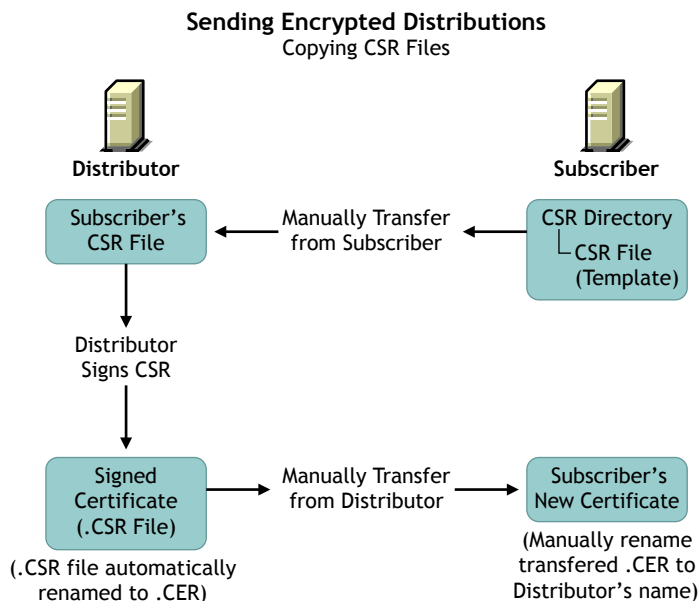 Sending Encrypted Distributions
Copying CSR Files
Distributor
Subscriber
Subscriber's
CSR File
Manually Transfer
from Subscriber
CSR Directory
CSR File
(Template)
Distributor
Signs CSR
Signed
Certificate
(.CSR File)
Manually Transfer
from Distributor
Subscriber's
New Certificate
(.CSR file automatically
renamed to .CER)
(Manually rename
transfered .CER to
Distributor's name)